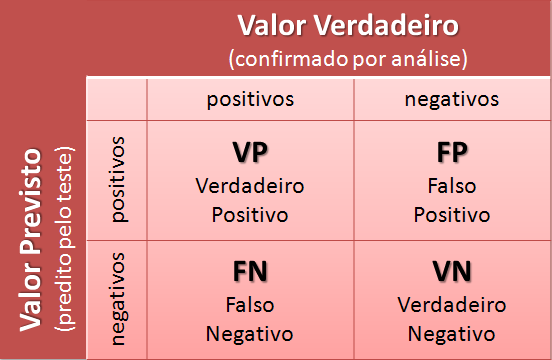 Valor Verdadeiro
(confirmado por análise)
positivos
negativos
Valor Previsto
(predito pelo teste)
positivos
VP
Verdadeiro
Positivo
FP
Falso
Positivo
negativos
FN
Falso
Negativo
VN
Verdadeiro
Negativo